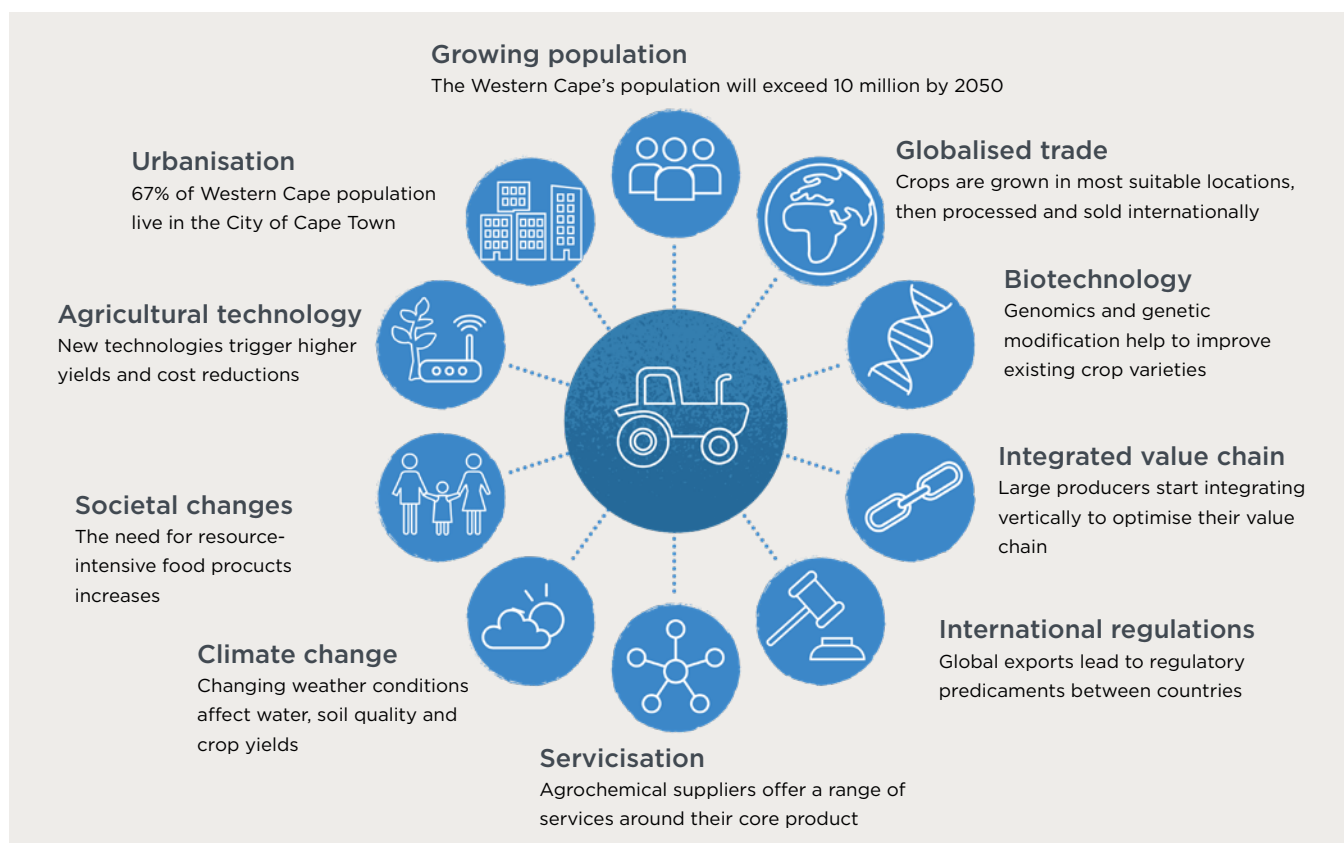 Growing population
The Western Cape's population will exceed 10 million by 2050
Globalised trade
Crops are grown in most suitable locations,
then processed and sold internationally
Biotechnology
Genomics and genetic
modification help to improve
existing crop varieties
Integrated value chain
Large producers start integrating
vertically to optimise their value
chain
International regulations
Global exports lead to regulatory
predicaments between countries
Servicisation
Agrochemical suppliers offer a range of
services around their core product
Climate change
Changing weather conditions
affect water, soil quality and
crop yields
Societal changes
The need for resource-
intensive food procucts
increases
Agricultural technology
New technologies trigger higher
yields and cost reductions
Urbanisation
67% of Western Cape population
live in the City of Cape Town